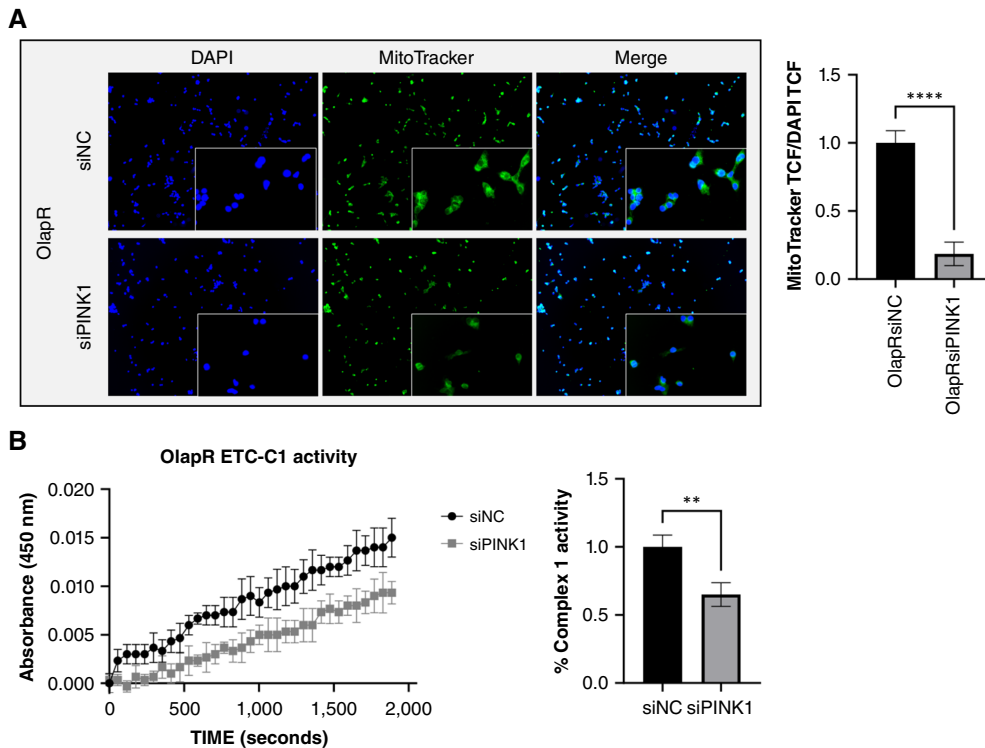 A
DAPI
MitoTracker
Merge
OlapR
siNC
siPINK1
MitoTracker TCF/DAPI TCF
1.5
1.0
0.5
0.0
****
OlapRsiNC
OlapRsiPINK1
B
OlapR ETC-C1 activity
Absorbance (450 nm)
0.020
0.015
0.010
0.005
0.000
0
500
1,000
1,500
2,000
TIME (seconds)
siNC
siPINK1
% Complex 1 activity
1.5
1.0
0.5
0.0
**
siNC siPINK1